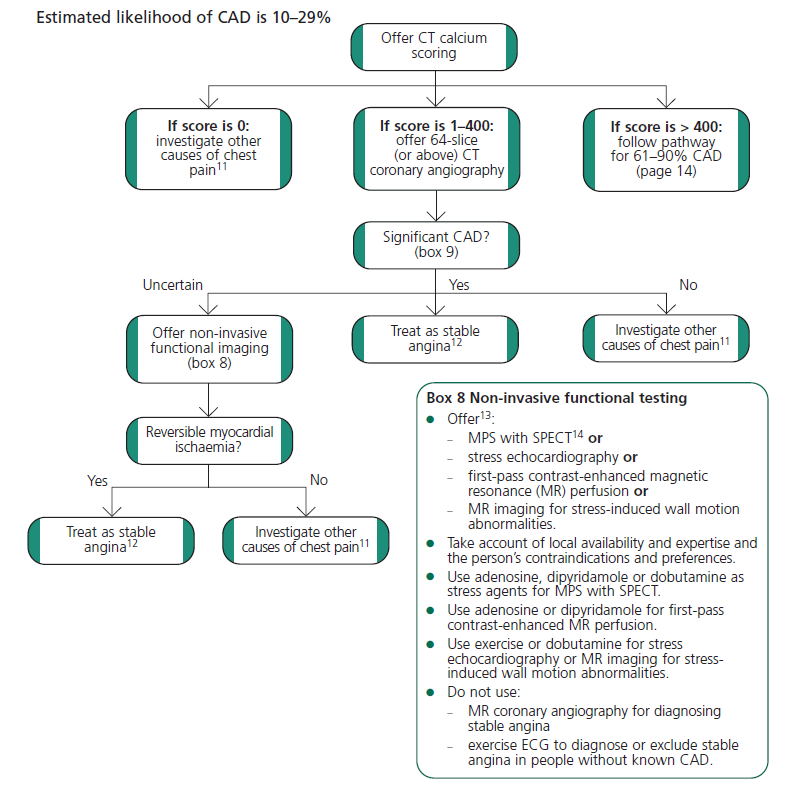 Estimated likelihood of CAD is 10–29%
Offer CT calcium
scoring
If score is 0:
investigate other
causes of chest
pain11
If score is 1–400:
offer 64-slice
(or above) CT
coronary angiography
If score is > 400:
follow pathway
for 61–90% CAD
(page 14)
Significant CAD?
(box 9)
Uncertain
Yes
No
Offer non-invasive
functional imaging
(box 8)
Treat as stable
angina12
Investigate other
causes of chest pain11
Reversible myocardial
ischaemia?
Yes
No
Treat as stable
angina12
Investigate other
causes of chest pain11
Box 8 Non-invasive functional testing
● Offer13:
– MPS with SPECT14 or
– stress echocardiography or
– first-pass contrast-enhanced magnetic
resonance (MR) perfusion or
– MR imaging for stress-induced wall motion
abnormalities.
● Take account of local availability and expertise and
the person's contraindications and preferences.
● Use adenosine, dipyridamole or dobutamine as
stress agents for MPS with SPECT.
● Use adenosine or dipyridamole for first-pass
contrast-enhanced MR perfusion.
● Use exercise or dobutamine for stress
echocardiography or MR imaging for stress-
induced wall motion abnormalities.
● Do not use:
– MR coronary angiography for diagnosing
stable angina
– exercise ECG to diagnose or exclude stable
angina in people without known CAD.